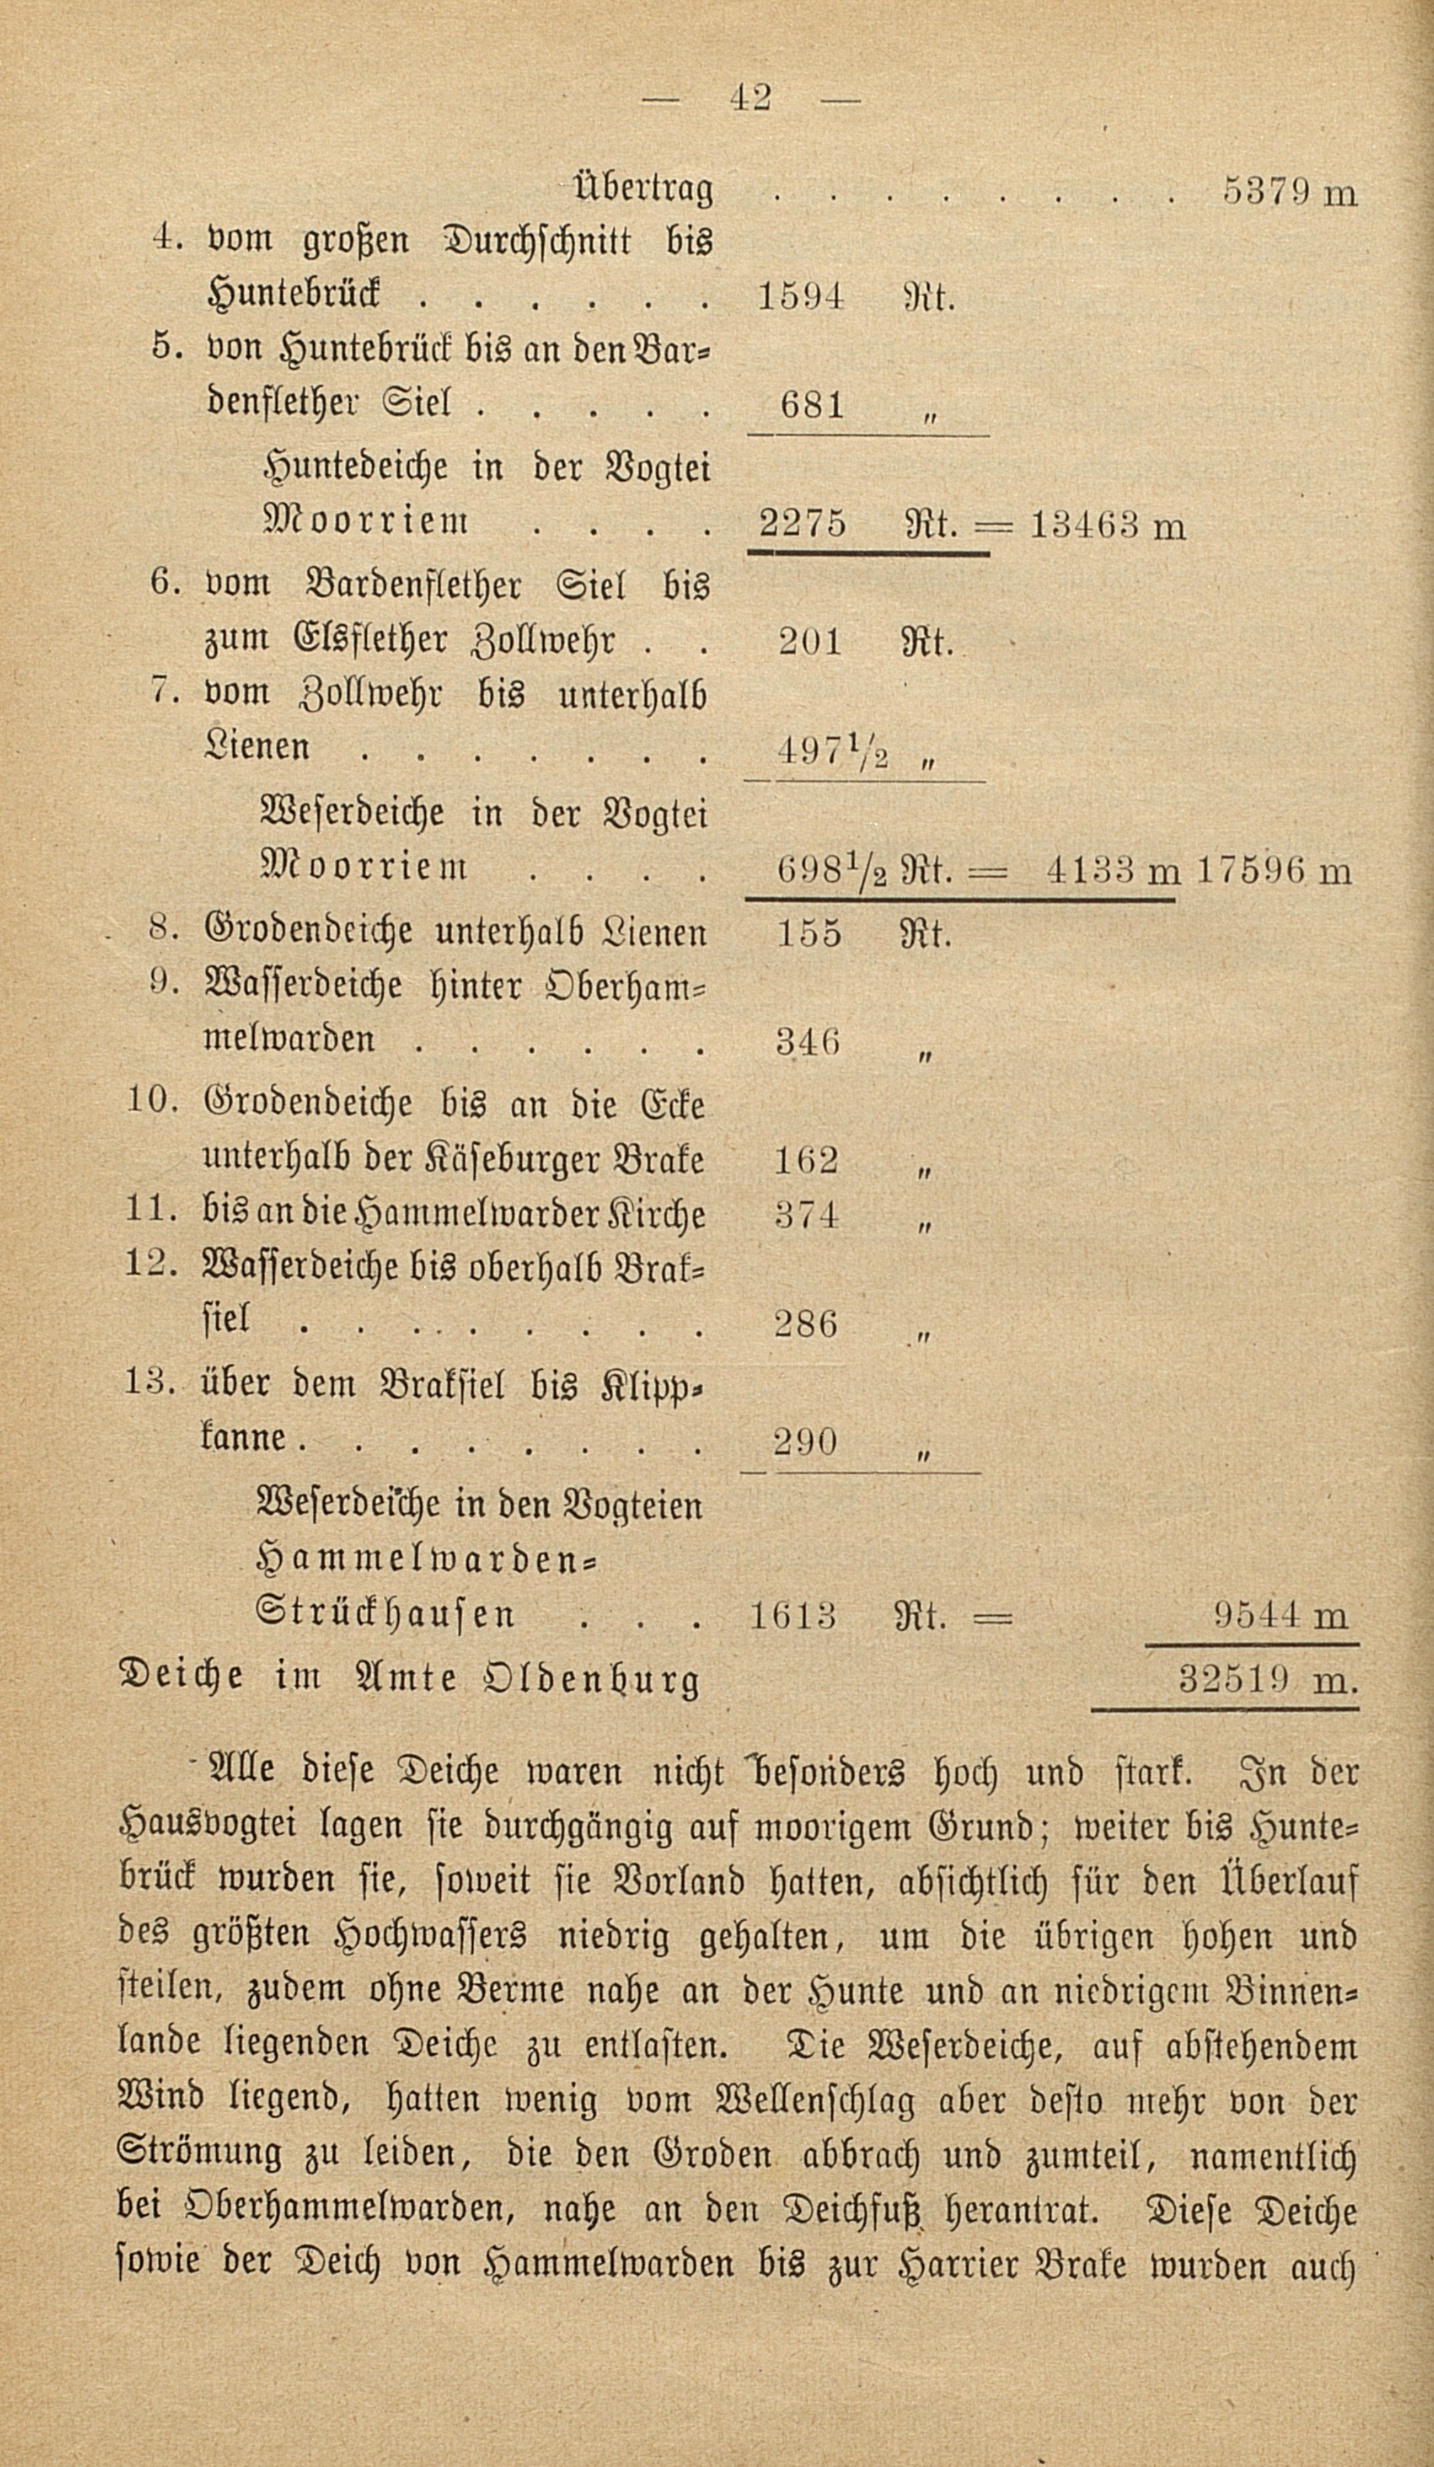 — 42 —
Übertrag . . . . . . . . 5379 m
4. vom großen Durchschnitt bis
Huntebrück . . . . . . 1594 Rt.
5. von Huntebrück bis an den Bar=
denflether Siel . . . . . 681 „
Huntedeiche in der Vogtei
Moorriem . . . . 2275 Rt. = 13463 m
6. vom Bardenflether Siel bis
zum Elsflether Zollwehr . . 201 Rt.
7. vom Zollwehr bis unterhalb
Lienen . . . . . . . 497½ „
Weserdeiche in der Vogtei
Moorriem . . . . 698½ Rt. = 4133 m 17596 m
8. Grodendeiche unterhalb Lienen 155 Rt.
9. Wasserdeiche hinter Oberham=
melwarden . . . . . . 346 „
10. Grodendeiche bis an die Ecke
unterhalb der Käseburger Brake 162 „
11. bis an die Hammelwarder Kirche 374 „
12. Wasserdeiche bis oberhalb Brak=
siel . . . . . . . . 286 „
13. über dem Braksiel bis Klipp=
kanne . . . . . . . . 290 „
Weserdeiche in den Vogteien
Hammelwarden=
Strückhausen . . . 1613 Rt. = 9544 m
Deiche im Amte Oldenburg 32519 m.
Alle diese Deiche waren nicht besonders hoch und stark. In der
Hausvogtei lagen sie durchgängig auf moorigem Grund; weiter bis Hunte=
brück wurden sie, soweit sie Vorland hatten, absichtlich für den Überlauf
des größten Hochwassers niedrig gehalten, um die übrigen hohen und
steilen, zudem ohne Berme nahe an der Hunte und an niedrigem Binnen=
lande liegenden Deiche zu entlasten. Die Weserdeiche, auf abstehendem
Wind liegend, hatten wenig vom Wellenschlag aber desto mehr von der
Strömung zu leiden, die den Groden abbrach und zumteil, namentlich
bei Oberhammelwarden, nahe an den Deichfuß herantrat. Diese Deiche
sowie der Deich von Hammelwarden bis zur Harrier Brake wurden auch